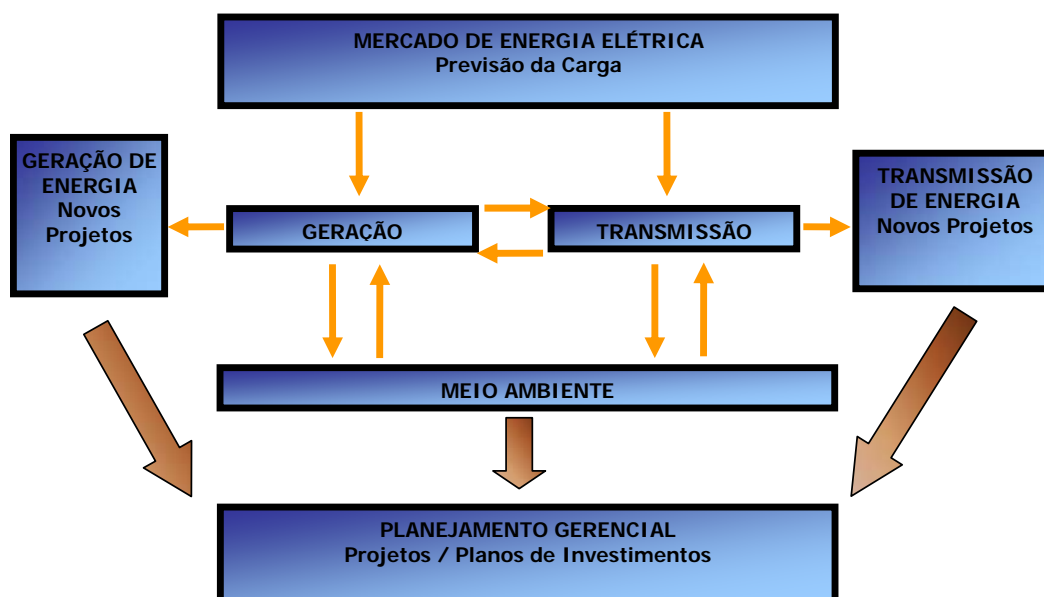 MERCADO DE ENERGIA ELÉTRICA
Previsão da Carga
GERAÇÃO DE
ENERGIA
Novos
Projetos
GERAÇÃO
TRANSMISSÃO
TRANSMISSÃO
DE ENERGIA
Novos Projetos
MEIO AMBIENTE
PLANEJAMENTO GERENCIAL
Projetos / Planos de Investimentos